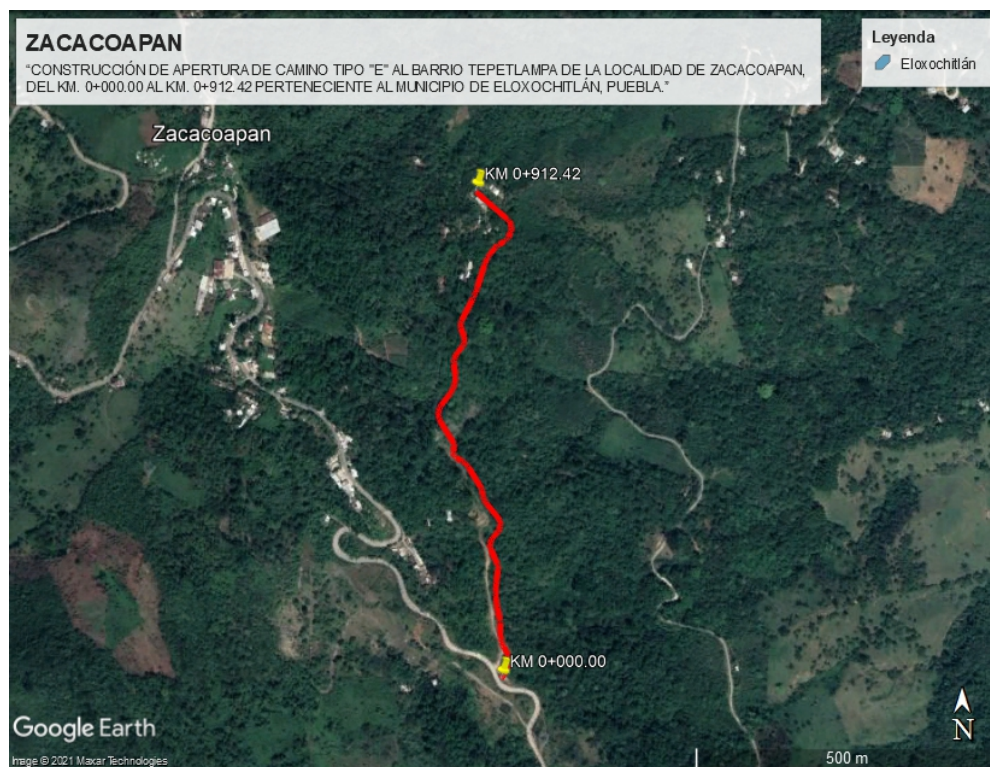 ZACACOAPAN
“CONSTRUCCIÓN DE APERTURA DE CAMINO TIPO "E" AL BARRIO TEPETLAMPA DE LA LOCALIDAD DE ZACACOAPAN,
DEL KM. 0+000.00 AL KM. 0+912.42 PERTENECIENTE AL MUNICIPIO DE ELOXOCHITLÁN, PUEBLA.”
Leyenda
Eloxochitlán
Zacacoapan
KM 0+912.42
KM 0+000.00
Google Earth
Image © 2021 Maxar Technologies
500 m
N